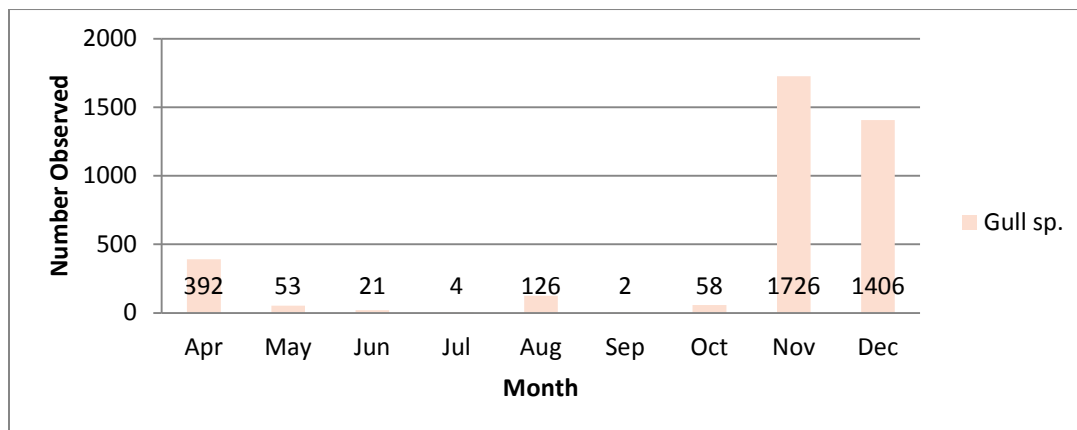 2000
1500
1000
500
0
Number Observed
392 53 21 4 126 2 58 1726 1406
Apr May Jun Jul Aug Sep Oct Nov Dec
Month
Gull sp.